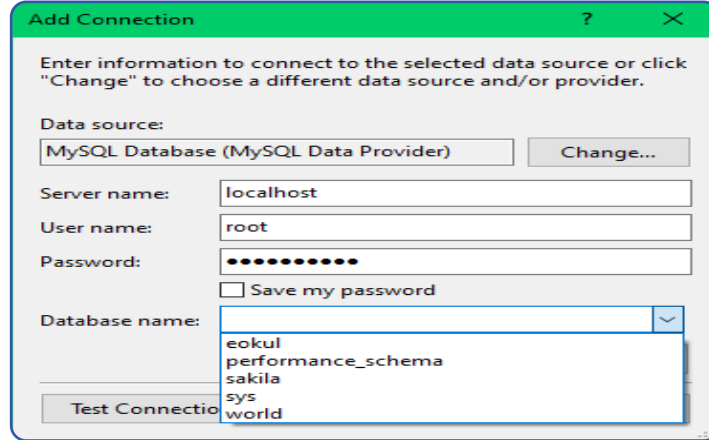 Add Connection ?
Enter information to connect to the selected data source or click
"Change" to choose a different data source and/or provider.
Data source:
MySQL Database (MySQL Data Provider) Change...
Server name: localhost
User name: root
Password: ●●●●●●●●●●
Save my password
Database name:
eokul
performance_schema
sakila
sys
world
Test Connectio